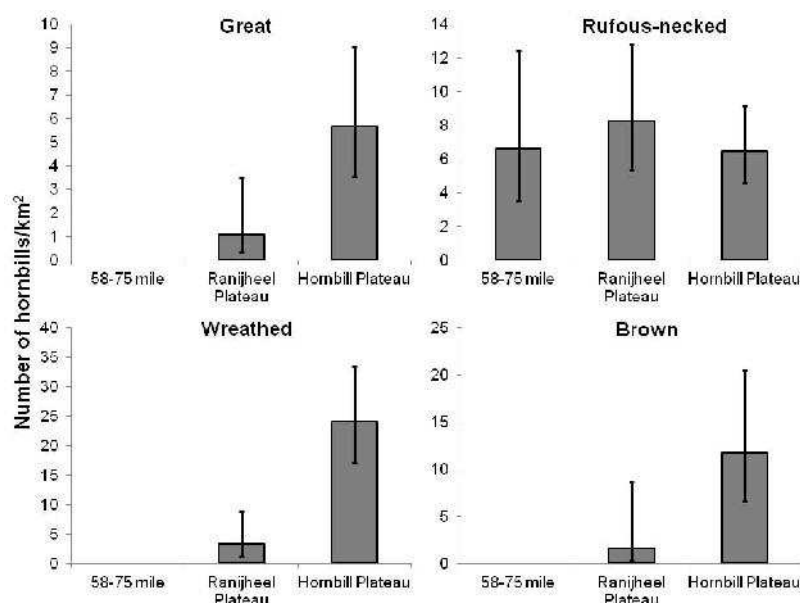 Number of hornbills/km²
Great
10
9
8
7
6
5
4
3
2
1
0
58-75 mile
Ranijheel
Plateau
Hornbill Plateau
Rufous-necked
14
12
10
8
6
4
2
0
58-75 mile
Ranijheel
Plateau
Hornbill Plateau
Wreathed
40
35
30
25
20
15
10
5
0
58-75 mile
Ranijheel
Plateau
Hornbill Plateau
Brown
25
20
15
10
5
0
58-75 mile
Ranijheel
Plateau
Hornbill Plateau